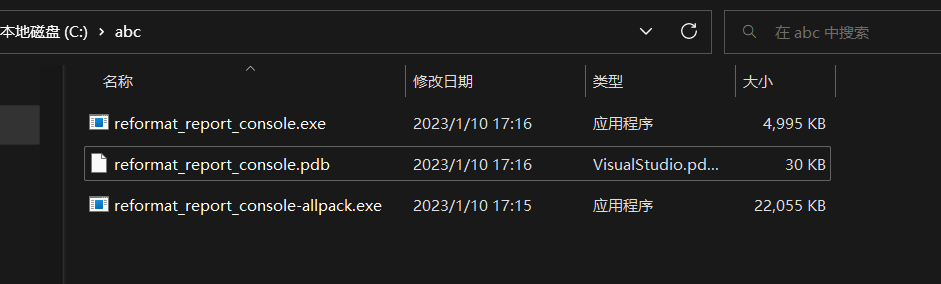 本地磁盘 (C:) › abc 在 abc 中搜索
名称 修改日期 类型 大小
reformat_report_console.exe 2023/1/10 17:16 应用程序 4,995 KB
reformat_report_console.pdb 2023/1/10 17:16 VisualStudio.pd... 30 KB
reformat_report_console-allpack.exe 2023/1/10 17:15 应用程序 22,055 KB